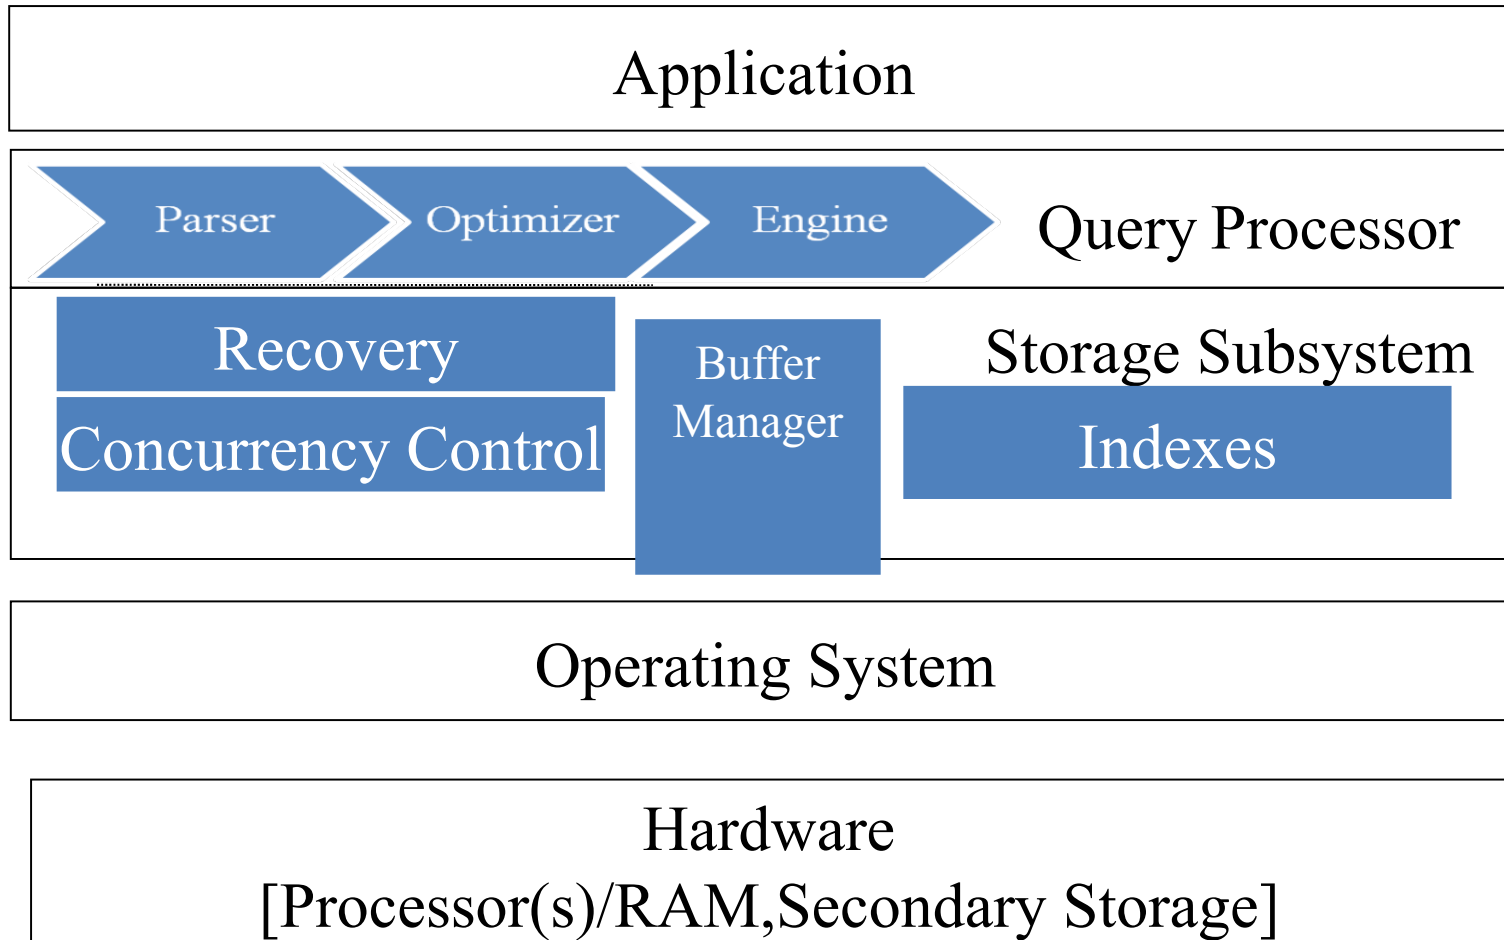 Application
Parser
Optimizer
Engine
Query Processor
Recovery
Buffer
Manager
Storage Subsystem
Concurrency Control
Indexes
Operating System
Hardware
[Processor(s)/RAM,Secondary Storage]